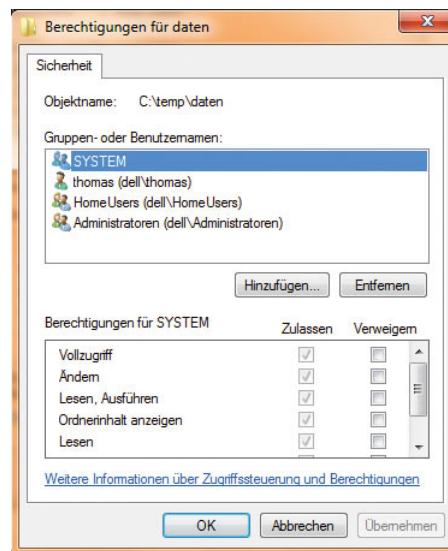 Berechtigungen für daten
Sicherheit
Objektname: C:\temp\daten
Gruppen- oder Benutzernamen:
SYSTEM
thomas (dell\thomas)
HomeUsers (dell\HomeUsers)
Administratoren (dell\Administratoren)
Hinzufügen... Entfernen
Berechtigungen für SYSTEM Zulassen Verweigern
Vollzugriff
Ändern
Lesen, Ausführen
Ordnerinhalt anzeigen
Lesen
Weitere Informationen über Zugriffssteuerung und Berechtigungen
OK Abbrechen Übernehmen